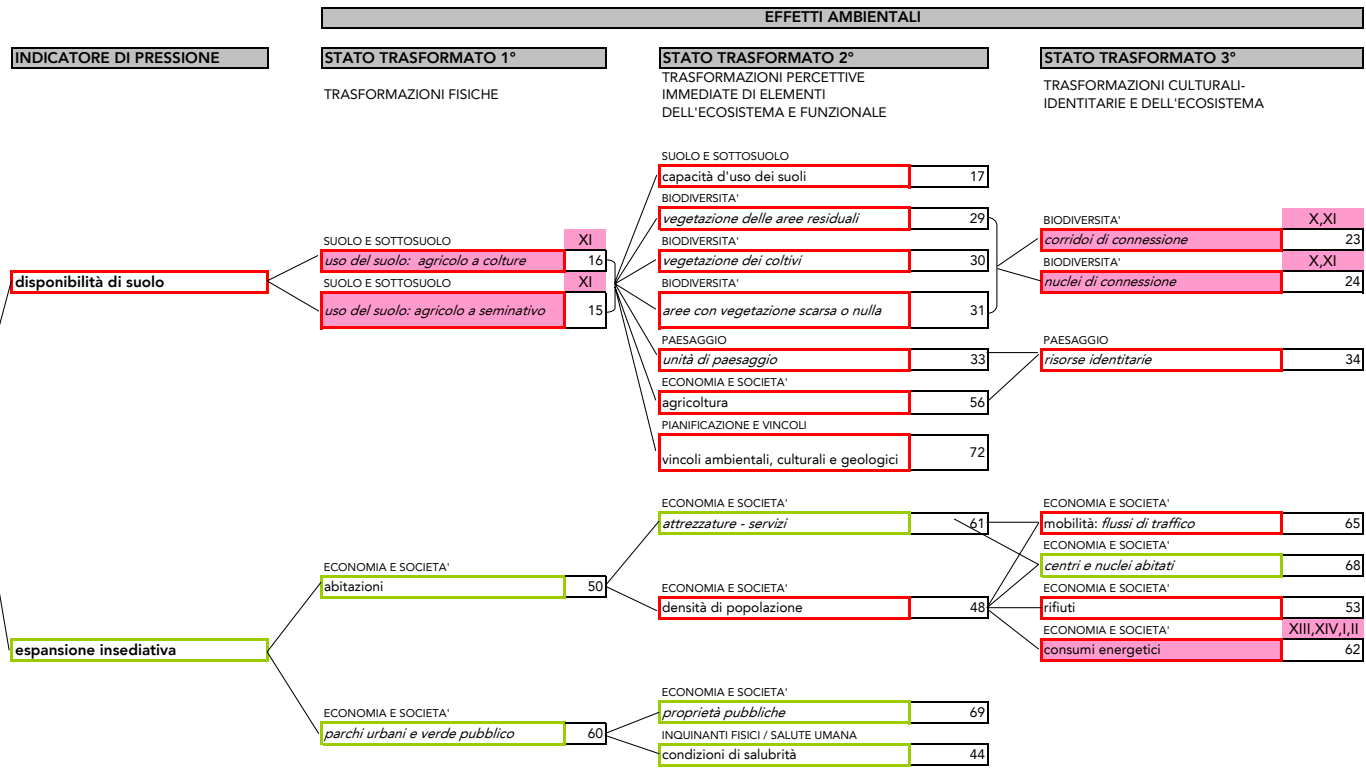 EFFETTI AMBIENTALI
INDICATORE DI PRESSIONE
STATO TRASFORMATO 1°
STATO TRASFORMATO 2°
STATO TRASFORMATO 3°
TRASFORMAZIONI FISICHE
TRASFORMAZIONI PERCETTIVE
IMMEDIATE DI ELEMENTI
DELL'ECOSISTEMA E FUNZIONALE
TRASFORMAZIONI CULTURALI-
IDENTITARIE E DELL'ECOSISTEMA
disponibilità di suolo
SUOLO E SOTTOSUOLO XI
uso del suolo: agricolo a colture 16
SUOLO E SOTTOSUOLO XI
uso del suolo: agricolo a seminativo 15
SUOLO E SOTTOSUOLO
capacità d'uso dei suoli 17
BIODIVERSITA'
vegetazione delle aree residuali 29
BIODIVERSITA'
vegetazione dei coltivi 30
BIODIVERSITA'
aree con vegetazione scarsa o nulla 31
PAESAGGIO
unità di paesaggio 33
ECONOMIA E SOCIETA'
agricoltura 56
PIANIFICAZIONE E VINCOLI
vincoli ambientali, culturali e geologici 72
BIODIVERSITA' X,XI
corridoi di connessione 23
BIODIVERSITA' X,XI
nuclei di connessione 24
PAESAGGIO
risorse identitarie 34
espansione insediativa
ECONOMIA E SOCIETA'
abitazioni 50
ECONOMIA E SOCIETA'
parchi urbani e verde pubblico 60
ECONOMIA E SOCIETA'
attrezzature - servizi 61
ECONOMIA E SOCIETA'
densità di popolazione 48
ECONOMIA E SOCIETA'
proprietà pubbliche 69
INQUINANTI FISICI / SALUTE UMANA
condizioni di salubrità 44
ECONOMIA E SOCIETA'
mobilità: flussi di traffico 65
ECONOMIA E SOCIETA'
centri e nuclei abitati 68
ECONOMIA E SOCIETA'
rifiuti 53
ECONOMIA E SOCIETA' XIII,XIV,I,II
consumi energetici 62